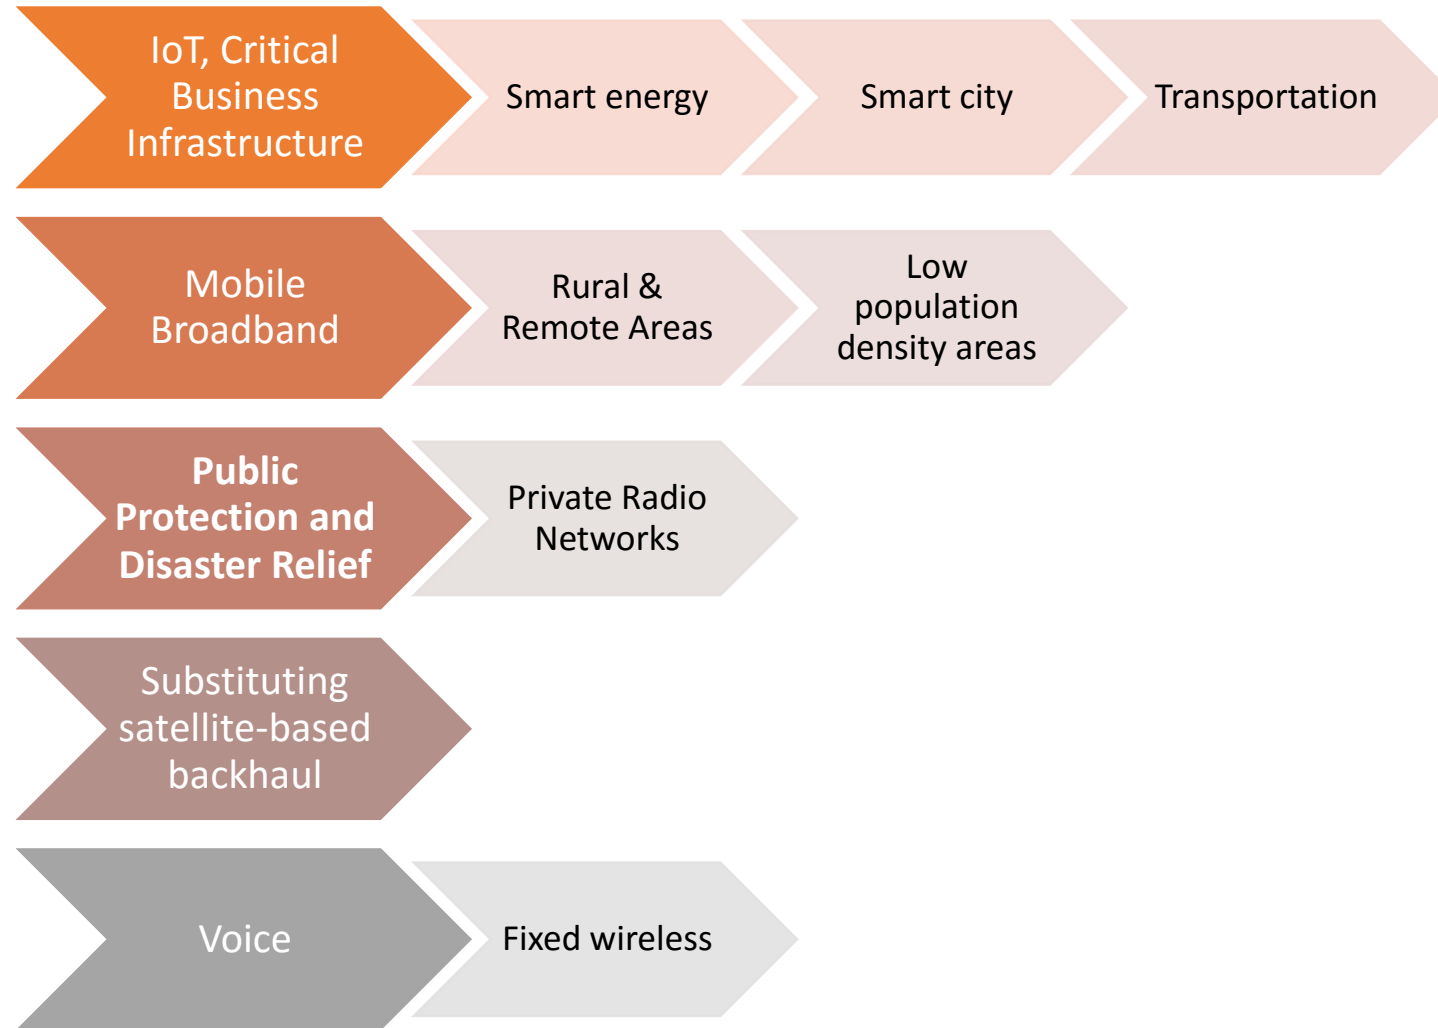 IoT, Critical
Business
Infrastructure
Smart energy
Smart city
Transportation
Mobile
Broadband
Rural &
Remote Areas
Low
population
density areas
Public
Protection and
Disaster Relief
Private Radio
Networks
Substituting
satellite-based
backhaul
Voice
Fixed wireless